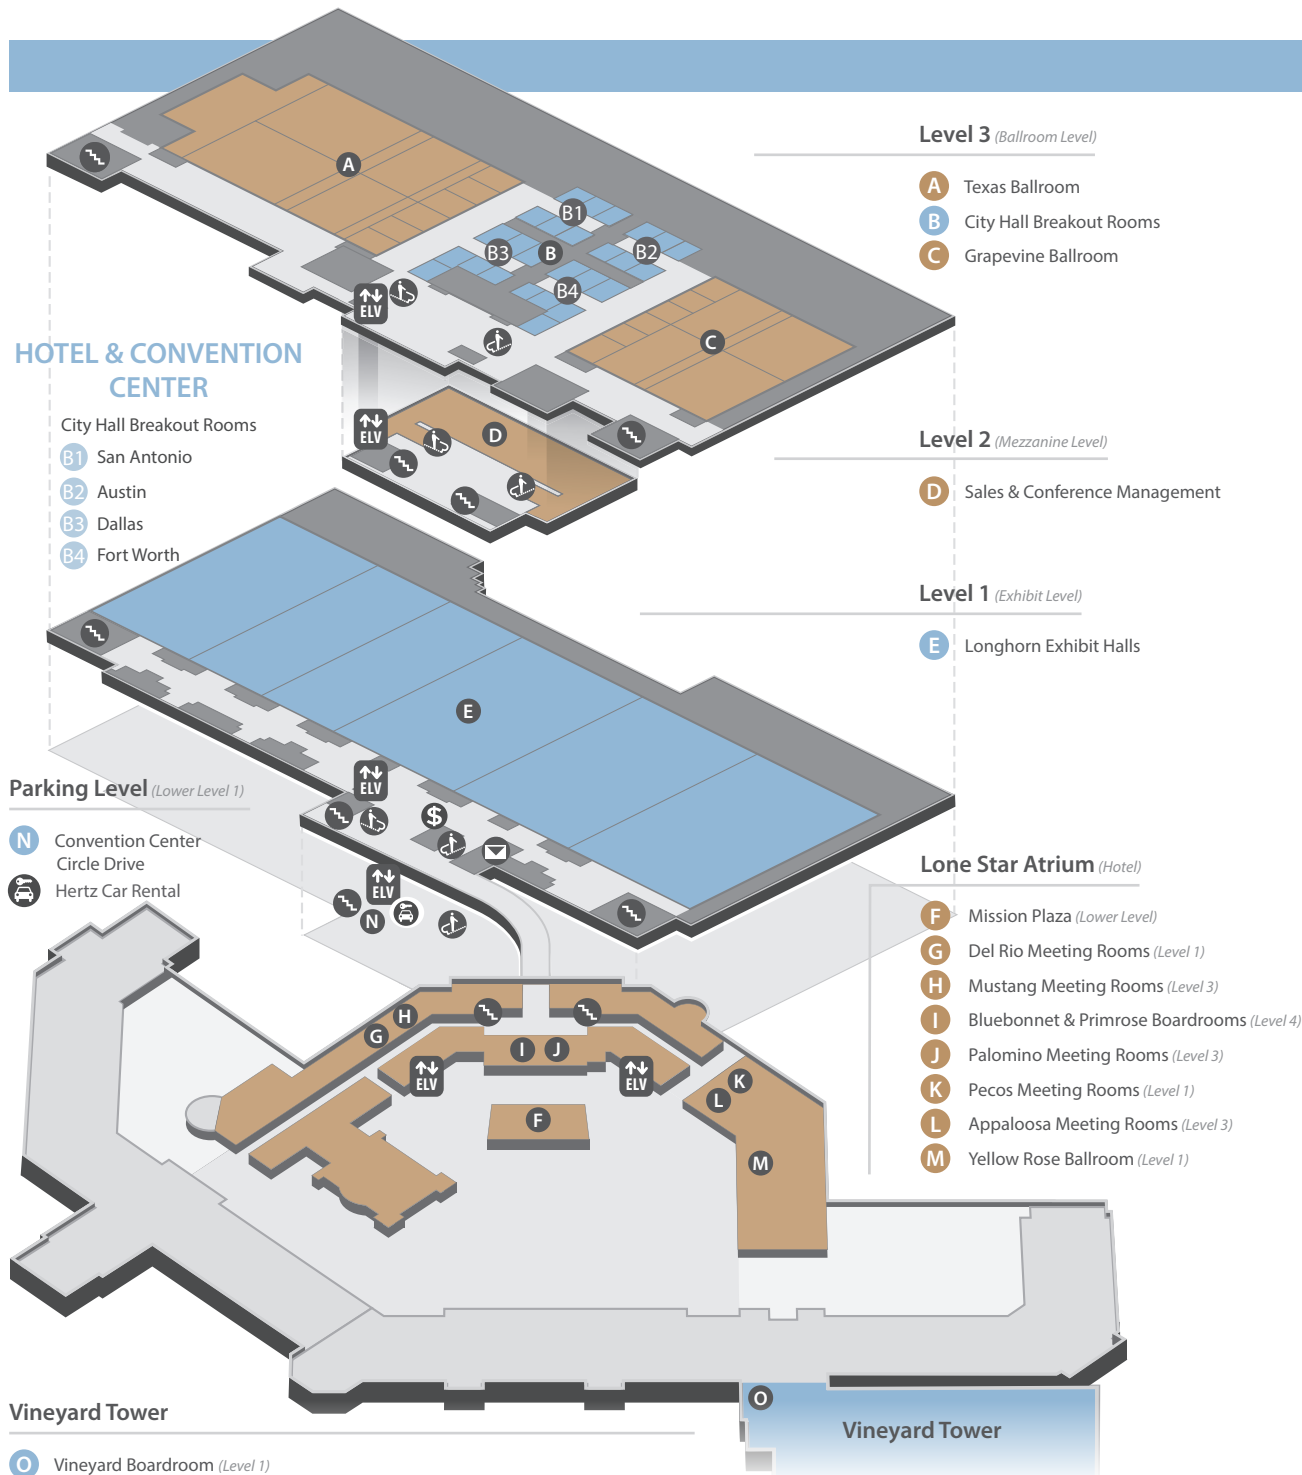 Level 3 (Ballroom Level)
A Texas Ballroom
B City Hall Breakout Rooms
C Grapevine Ballroom
A
B1
B3
B
B2
B4
ELV
C
HOTEL & CONVENTION
CENTER
City Hall Breakout Rooms
B1 San Antonio
B2 Austin
B3 Dallas
B4 Fort Worth
ELV
D
Level 2 (Mezzanine Level)
D Sales & Conference Management
Level 1 (Exhibit Level)
E Longhorn Exhibit Halls
E
ELV
$
Parking Level (Lower Level 1)
N Convention Center
Circle Drive
Hertz Car Rental
ELV
N
Lone Star Atrium (Hotel)
F Mission Plaza (Lower Level)
G Del Rio Meeting Rooms (Level 1)
H Mustang Meeting Rooms (Level 3)
I Bluebonnet & Primrose Boardrooms (Level 4)
J Palomino Meeting Rooms (Level 3)
K Pecos Meeting Rooms (Level 1)
L Appaloosa Meeting Rooms (Level 3)
M Yellow Rose Ballroom (Level 1)
H
G
I
J
ELV
ELV
K
L
F
M
O
Vineyard Tower
Vineyard Tower
O Vineyard Boardroom (Level 1)